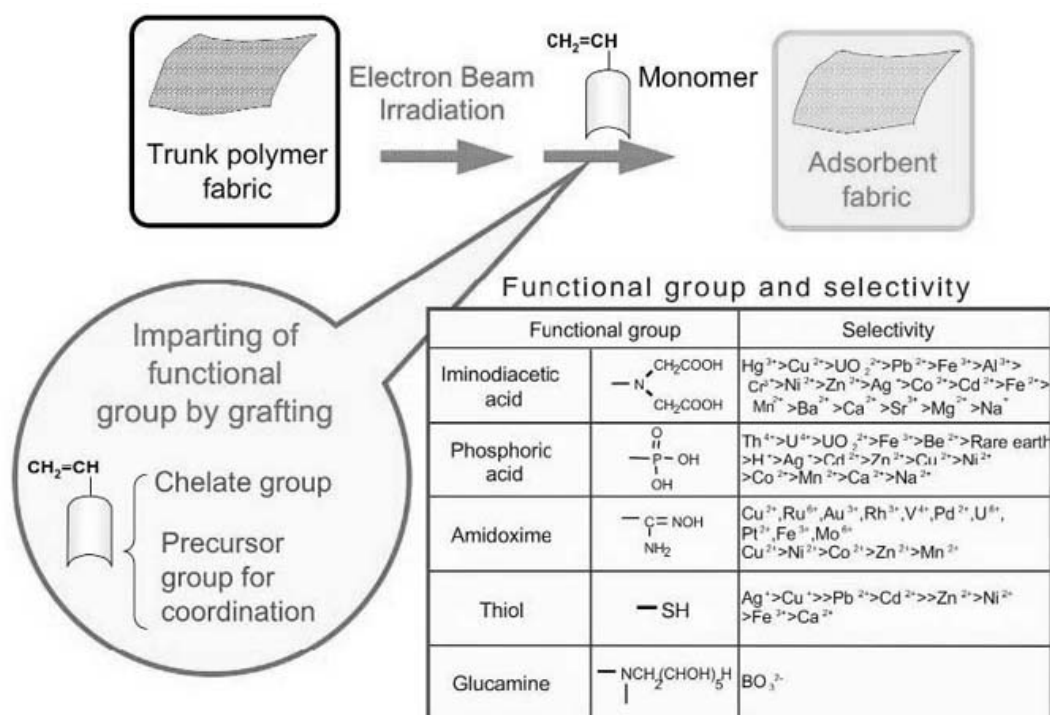 CH₂=CH
Electron Beam
Irradiation
Monomer
Trunk polymer
fabric
Adsorbent
fabric
Imparting of
functional
group by grafting
CH₂=CH
Chelate group
Precursor
group for
coordination
Functional group and selectivity
Functional group
Selectivity
Iminodiacetic
acid
CH₂COOH
N
CH₂COOH
Hg³⁺>Cu²⁺>UO₂²⁺>Pb²⁺>Fe³⁺>Al³⁺>
Cr³⁺>Ni²⁺>Zn²⁺>Ag⁺>Co²⁺>Cd²⁺>Fe²⁺>
Mn²⁺>Ba²⁺>Ca²⁺>Sr³⁺>Mg²⁺>Na⁺
Phosphoric
acid
O
P OH
OH
Th⁴⁺>U⁴⁺>UO₂²⁺>Fe³⁺>Be²⁺>Rare earth
>H⁺>Ag⁺>Cd²⁺>Zn²⁺>Cu²⁺>Ni²⁺
>Co²⁺>Mn²⁺>Ca²⁺>Na²⁺
Amidoxime
C=NOH
NH₂
Cu²⁺,Ru⁶⁺,Au³⁺,Rh³⁺,V⁴⁺,Pd²⁺,U⁶⁺,
Pt²⁺,Fe³⁺,Mo⁶⁺
Cu²⁺>Ni²⁺>Co²⁺>Zn²⁺>Mn²⁺
Thiol
SH
Ag⁺>Cu⁺>>Pb²⁺>Cd²⁺>>Zn²⁺>Ni²⁺
>Fe³⁺>Ca²⁺
Glucamine
NCH₂(CHOH)₅H
BO₃²⁻